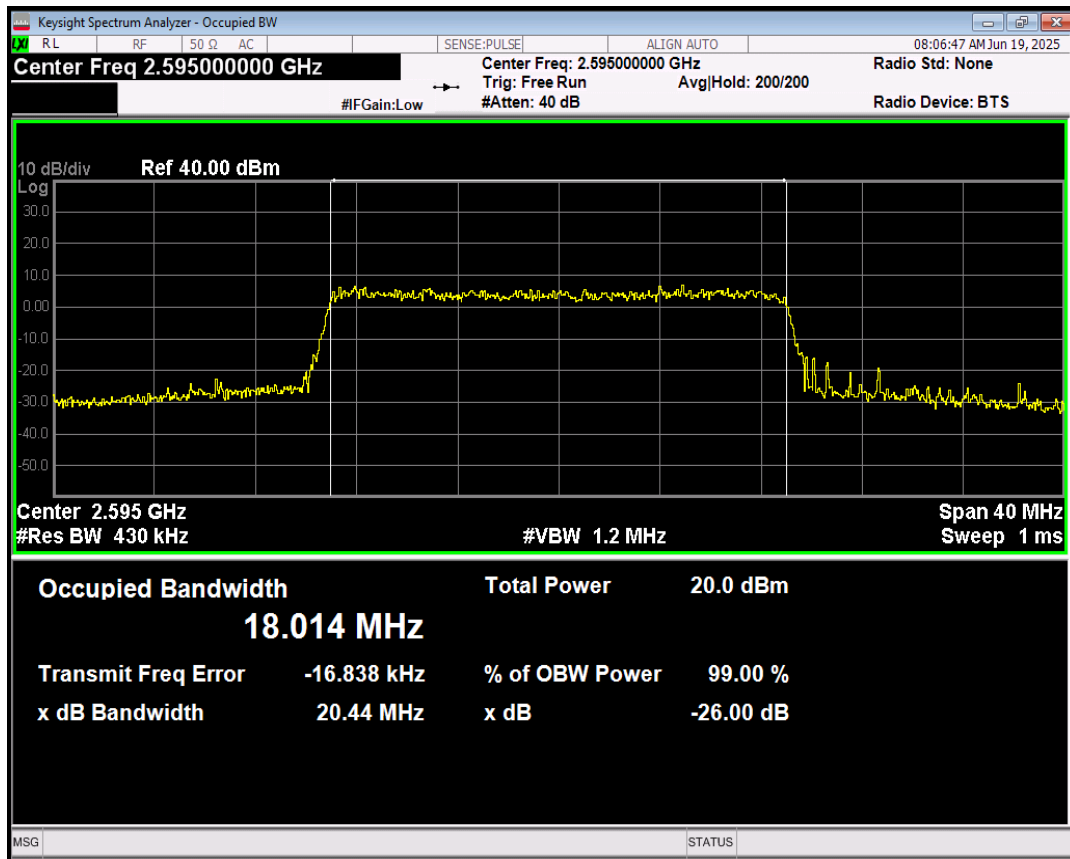 Keysight Spectrum Analyzer - Occupied BW
LXI RL RF 50 Ω AC SENSE:PULSE ALIGN AUTO 08:06:47 AM Jun 19, 2025
Center Freq 2.595000000 GHz Center Freq: 2.595000000 GHz Radio Std: None
Trig: Free Run Avg|Hold: 200/200
#IFGain:Low #Atten: 40 dB Radio Device: BTS
10 dB/div Ref 40.00 dBm
Log
30.0
20.0
10.0
0.00
-10.0
-20.0
-30.0
-40.0
-50.0
Center 2.595 GHz Span 40 MHz
#Res BW 430 kHz #VBW 1.2 MHz Sweep 1 ms
Occupied Bandwidth Total Power 20.0 dBm
18.014 MHz
Transmit Freq Error -16.838 kHz % of OBW Power 99.00 %
x dB Bandwidth 20.44 MHz x dB -26.00 dB
MSG STATUS